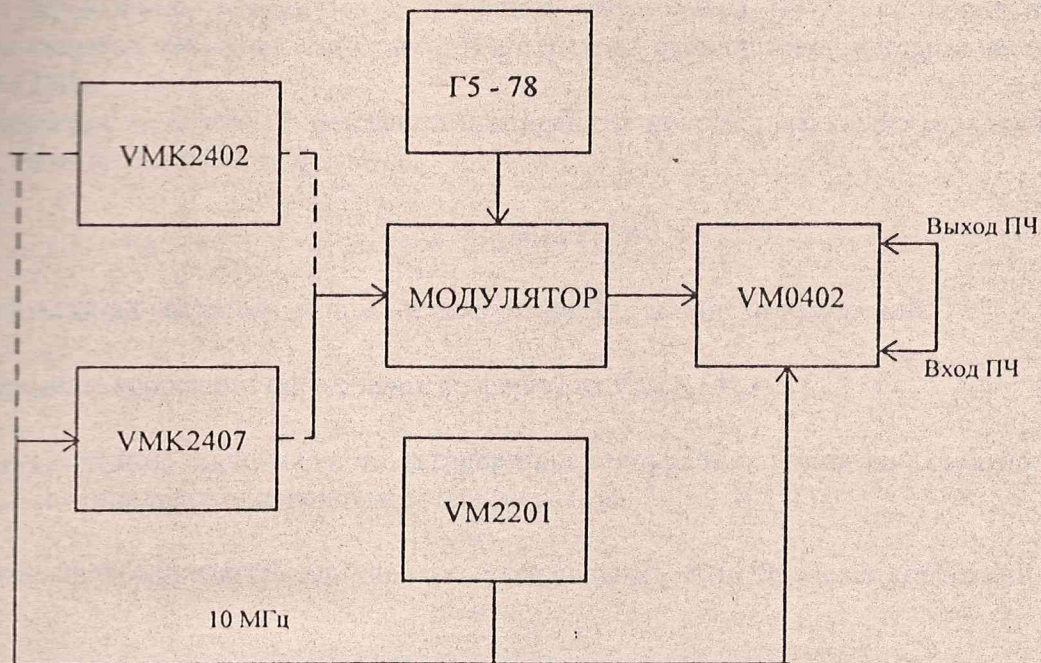 Г5 - 78
VMK2402
Выход ПЧ
МОДУЛЯТОР
VM0402
Вход ПЧ
VMK2407
VM2201
10 МГц